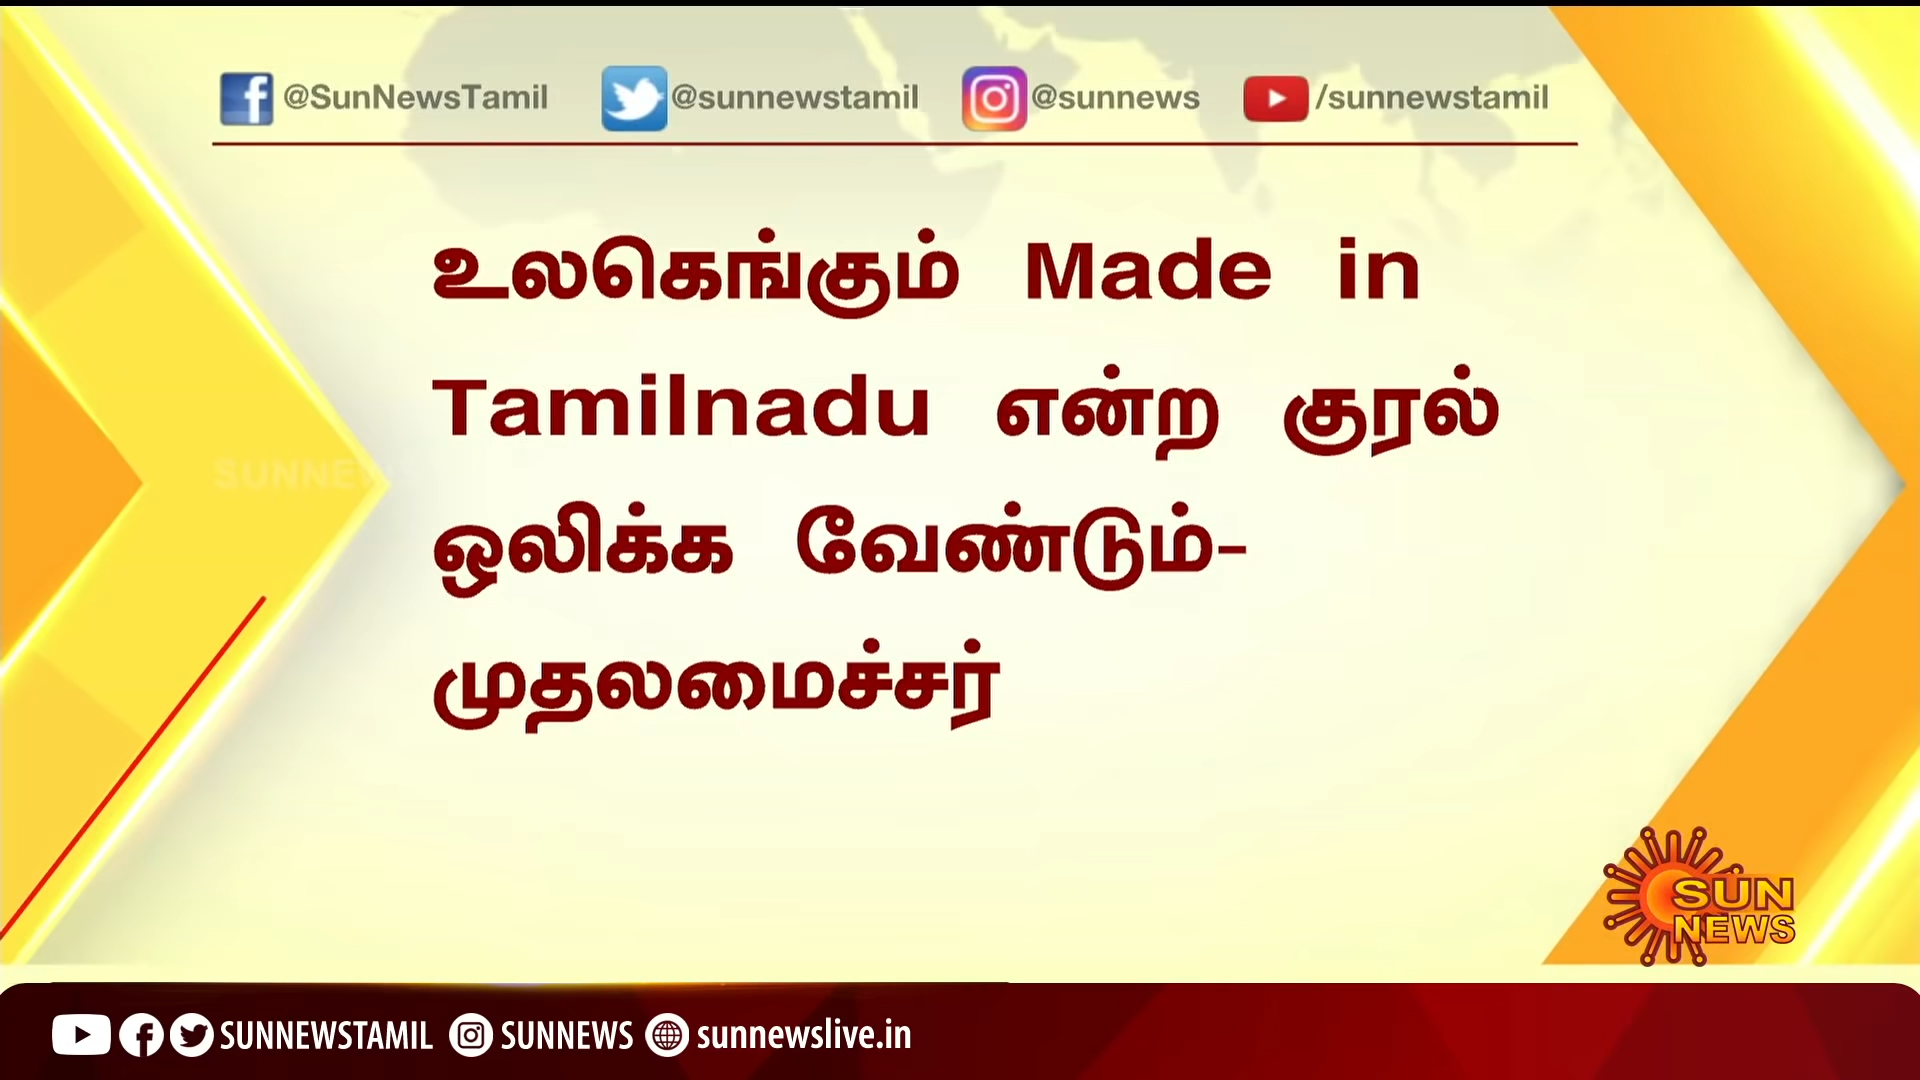 @SunNewsTamil @sunnewstamil @sunnews /sunnewstamil
உலகெங்கும் Made in
Tamilnadu என்ற குரல்
SUNNEWS
ஒலிக்க வேண்டும்-
முதலமைச்சர்
SUN
NEWS
SUNNEWSTAMIL SUNNEWS sunnewslive.in